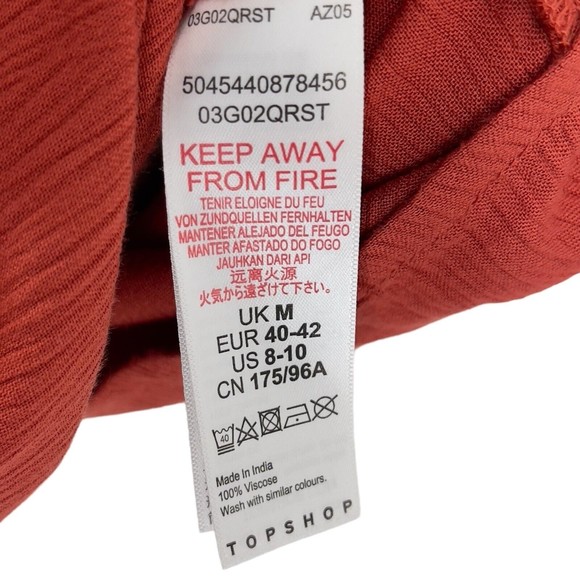 03G02QRST AZ05
5045440878456
03G02QRST
KEEP AWAY
FROM FIRE
TENIR ELOIGNE DU FEU
VON ZUNDQUELLEN FERNHALTEN
MANTENER ALEJADO DEL FEUGO
MANTER AFASTADO DO FOGO
JAUHKAN DARI API
远离火源
火気から遠ざけて下さい。
UK M
EUR 40-42
US 8-10
CN 175/96A
40
Made In India
100% Viscose
Wash with similar colours.
TOPSHOP